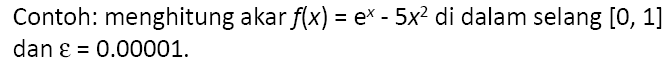 Contoh: menghitung akar f(x) = eˣ - 5x² di dalam selang [0, 1]
dan ε = 0.00001.